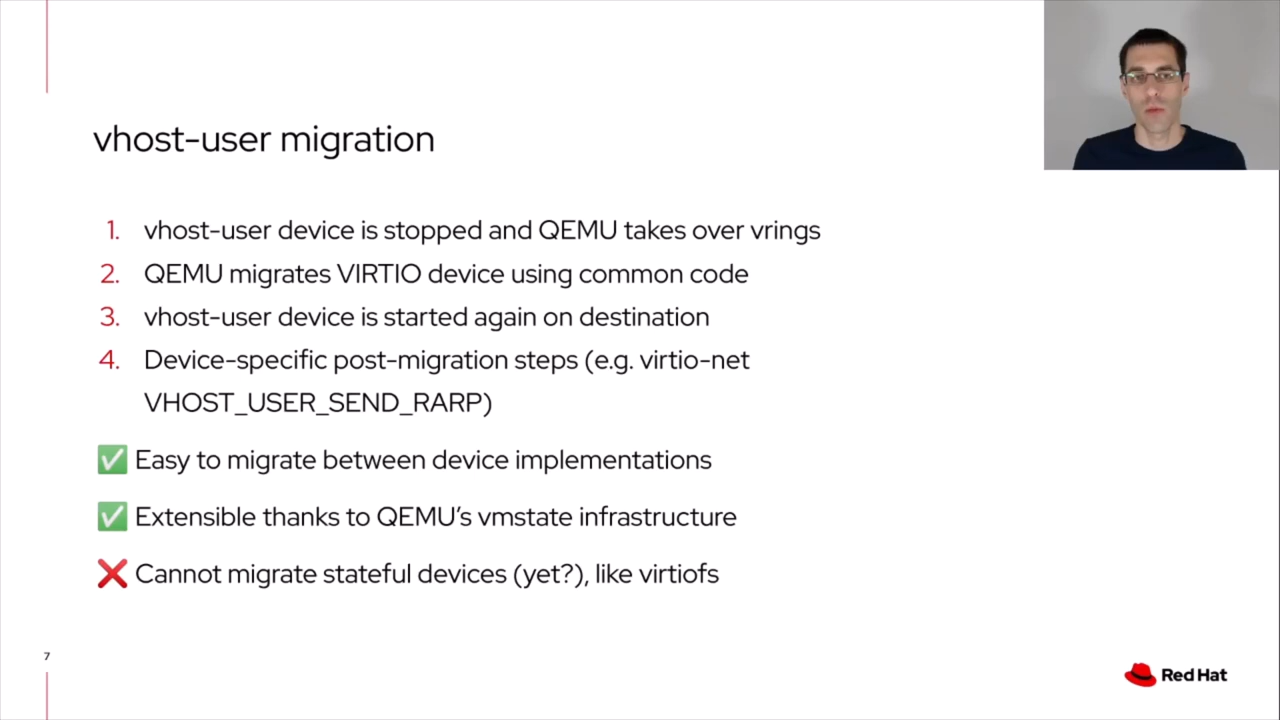 vhost-user migration
1. vhost-user device is stopped and QEMU takes over vrings
2. QEMU migrates VIRTIO device using common code
3. vhost-user device is started again on destination
4. Device-specific post-migration steps (e.g. virtio-net
VHOST_USER_SEND_RARP)
✅ Easy to migrate between device implementations
✅ Extensible thanks to QEMU’s vmstate infrastructure
❌ Cannot migrate stateful devices (yet?), like virtiofs
7
Red Hat